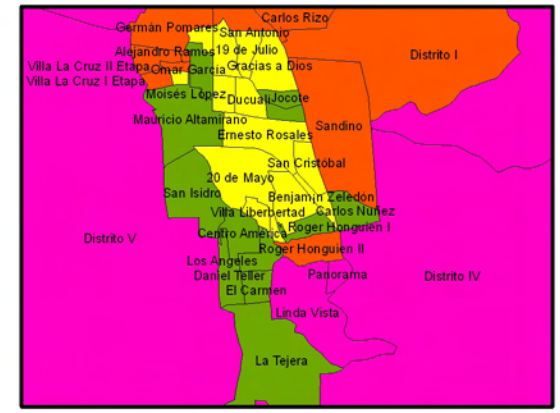 Carlos Rizo
Germán Pomares
San Antonio
Alejandro Ramos
19 de Julio
Distrito I
Villa La Cruz II Etapa
Omar García
Gracias a Dios
Villa La Cruz I Etapa
Moisés López
Ducualí
Jocote
Mauricio Altamirano
Sandino
Ernesto Rosales
San Cristóbal
20 de Mayo
San Isidro
Benjamín Zeledón
Villa Liberbertad
Carlos Núñez
Roger Honguien I
Centro América
Distrito V
Roger Honguien II
Los Angeles
Daniel Teller
Panorama
Distrito IV
El Carmen
Linda Vista
La Tejera